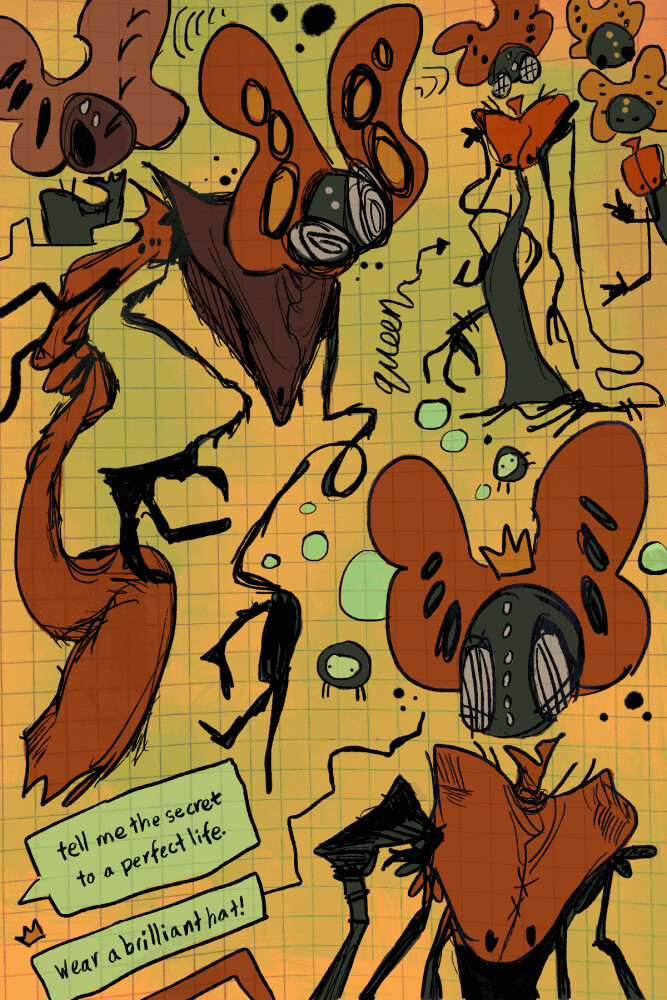 queen
tell me the secret
to a perfect life.
wear a brilliant hat!